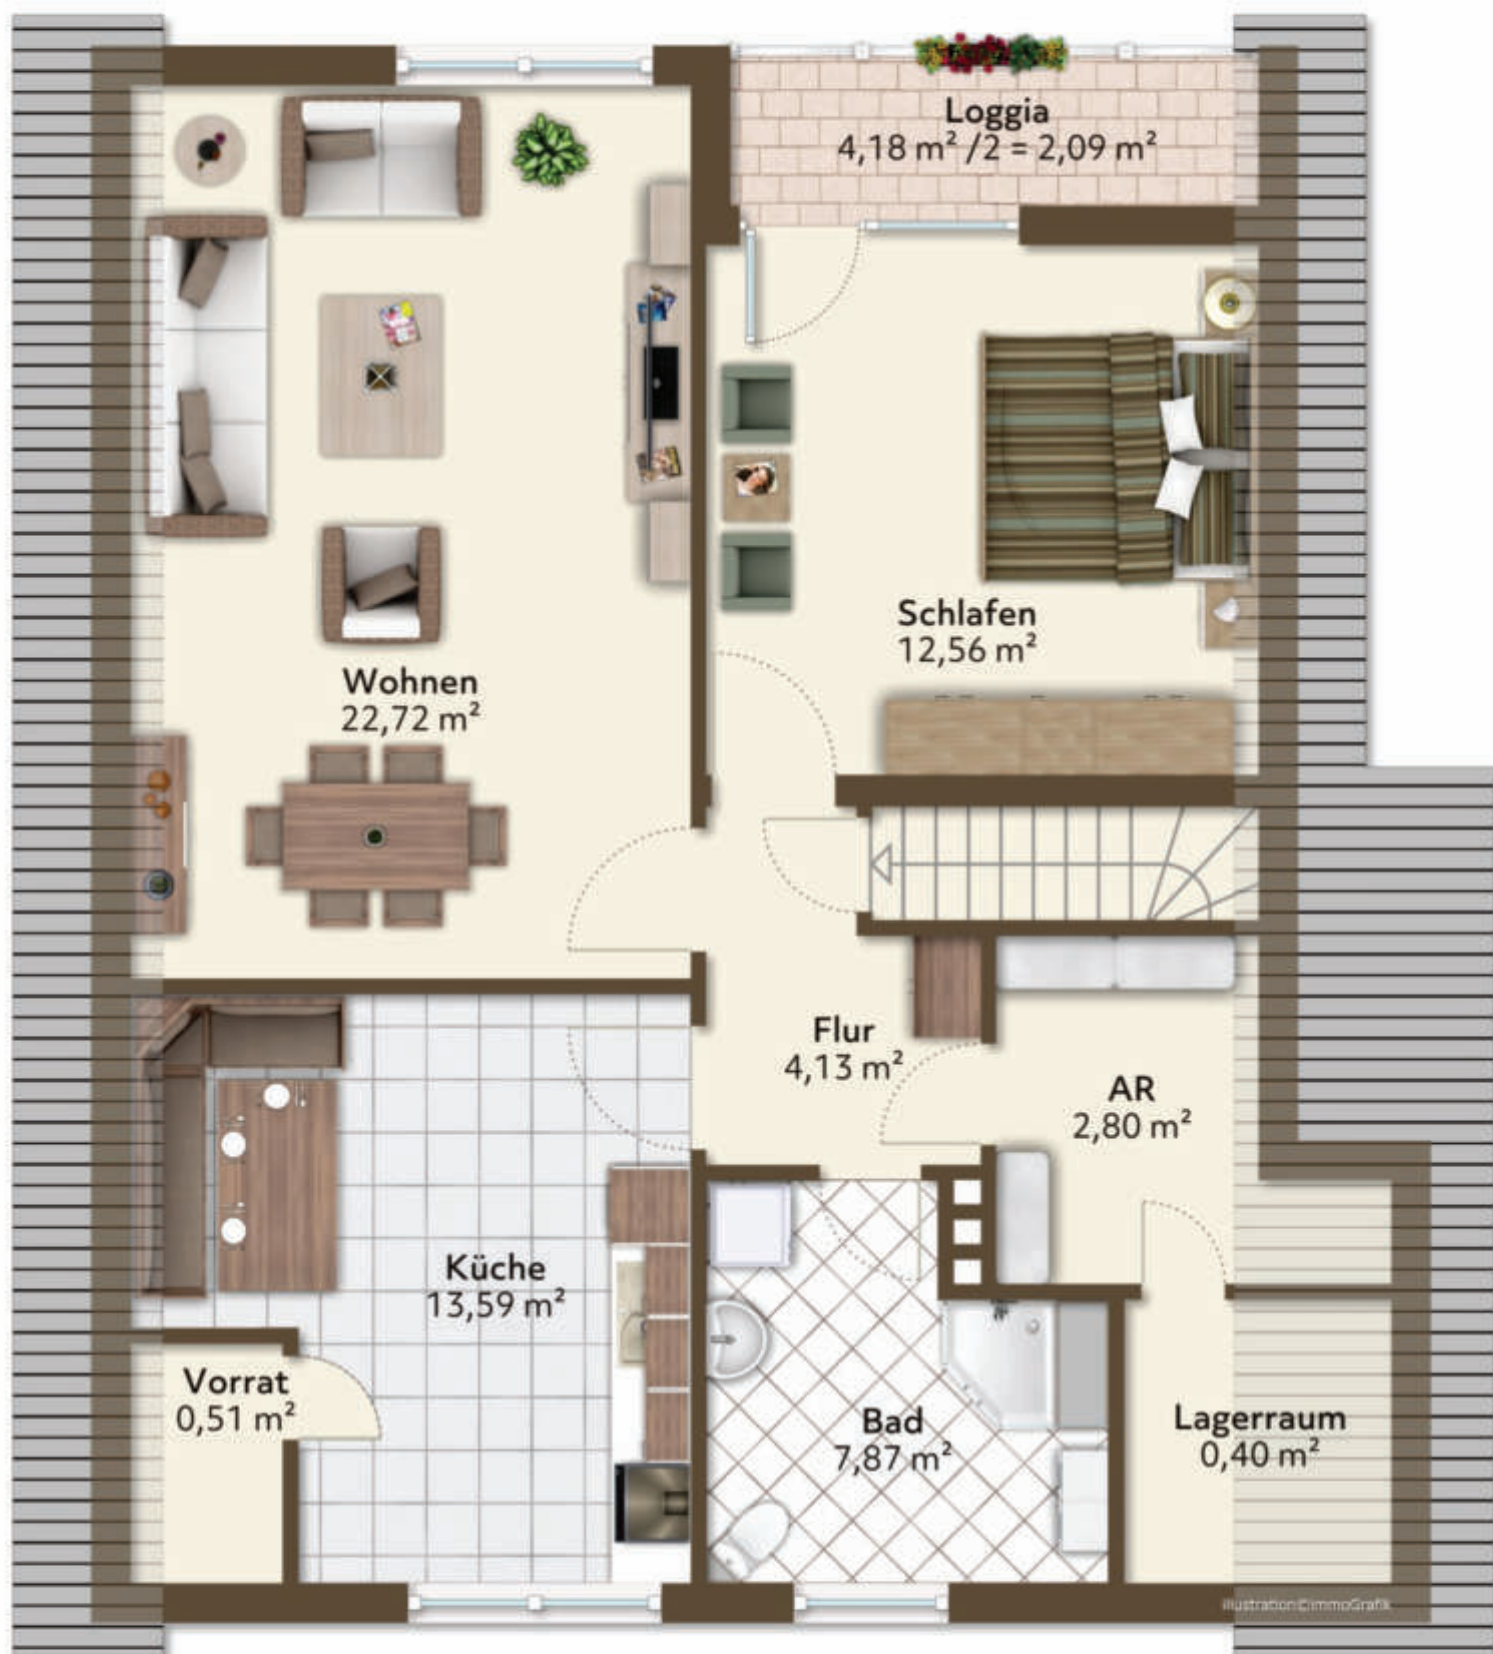 Loggia
4,18 m² /2 = 2,09 m²
Schlafen
12,56 m²
Wohnen
22,72 m²
Flur
4,13 m²
AR
2,80 m²
Küche
13,59 m²
Vorrat
0,51 m²
Bad
7,87 m²
Lagerraum
0,40 m²
illustration©immoGrafik